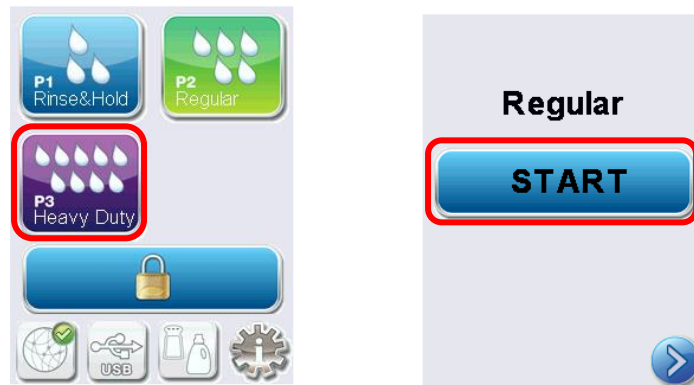 P1
Rinse&Hold
P2
Regular
P3
Heavy Duty
USB
Regular
START